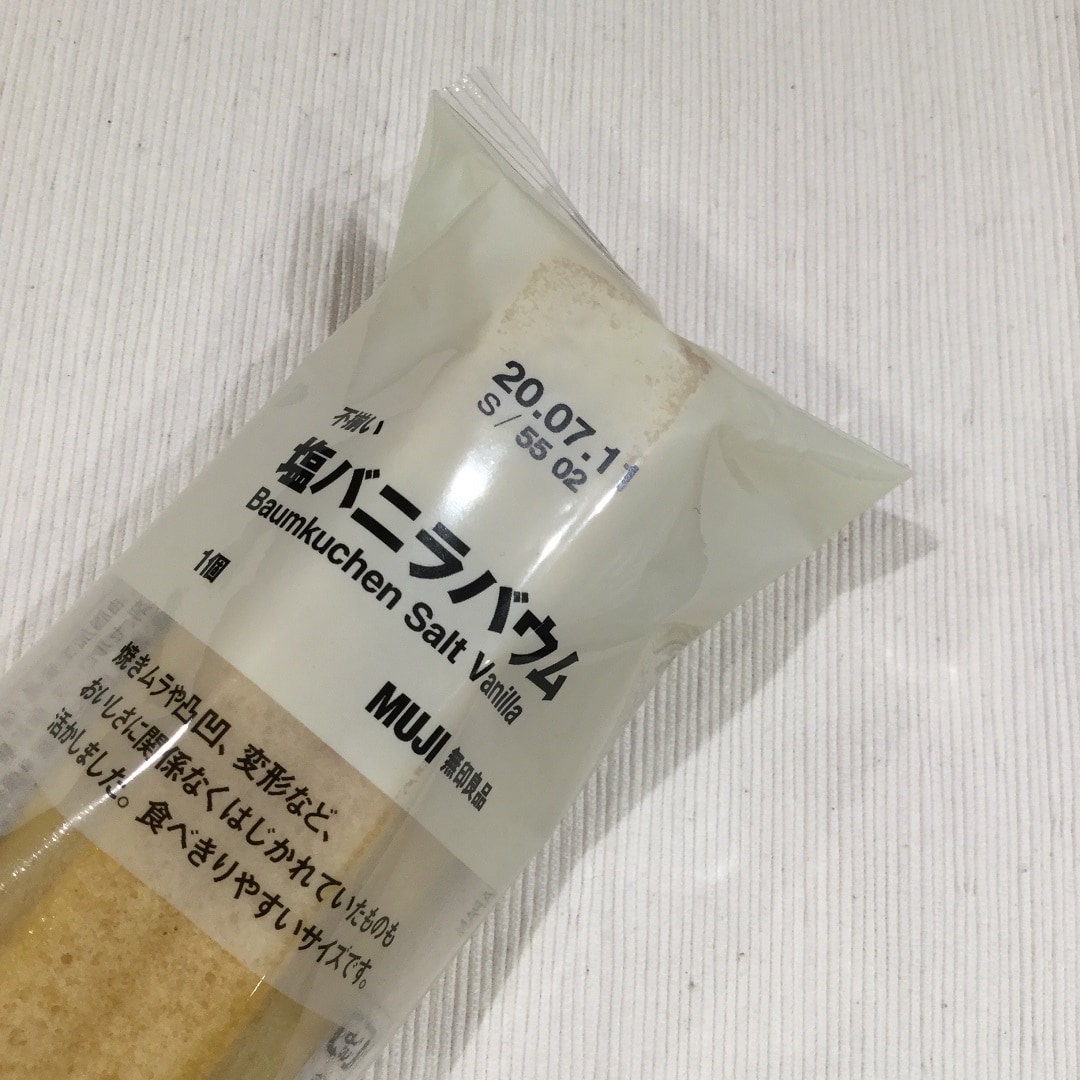 20.07.11
S / 55 02
不揃い
塩バニラバウム
Baumkuchen Salt Vanilla
1個
MUJI 無印良品
焼きムラや凸凹、変形など、
おいしさに関係なくはじかれていたものも
活かしました。食べきりやすいサイズです。